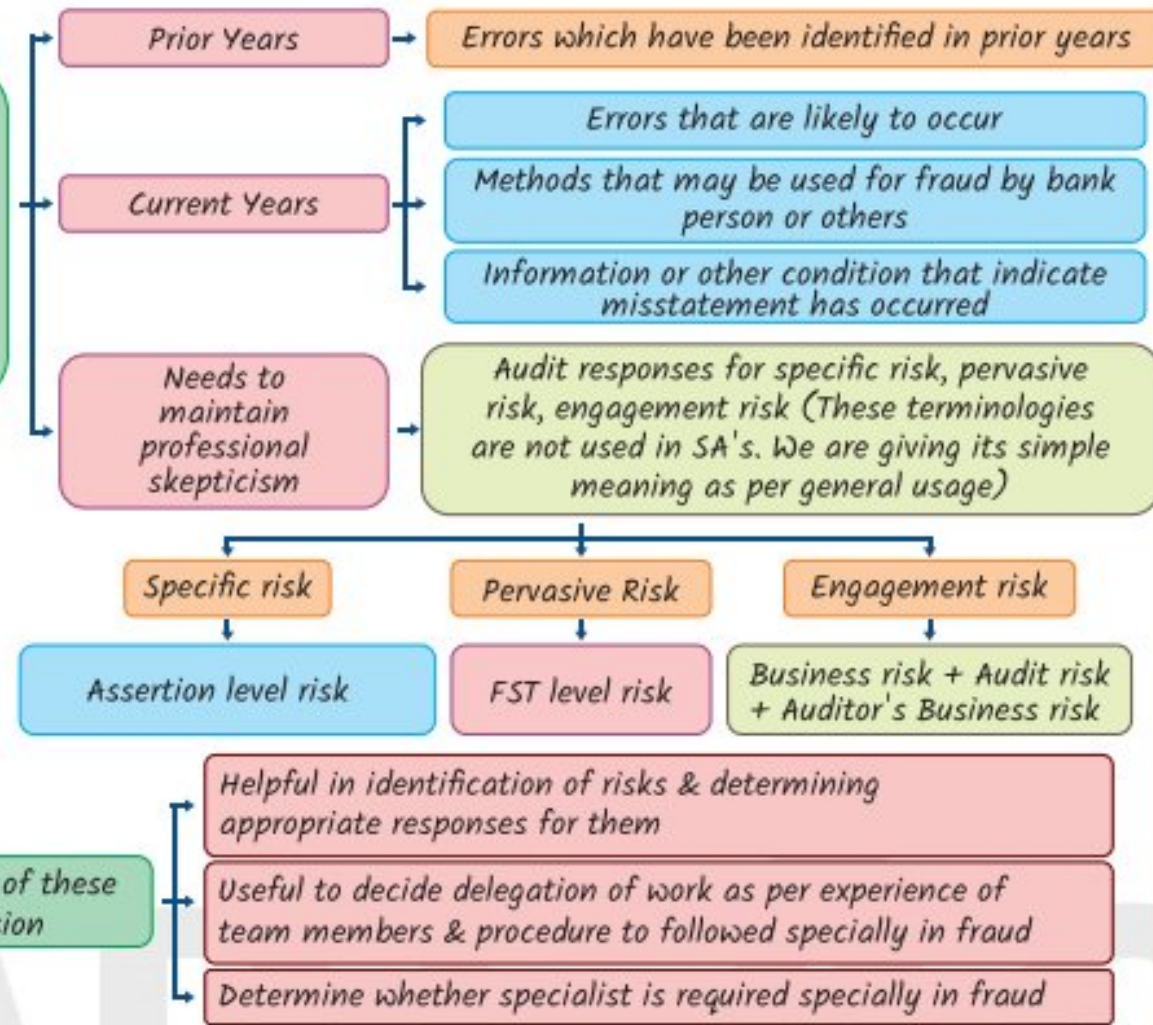 Prior Years
Errors which have been identified in prior years
Errors that are likely to occur
Current Years
Methods that may be used for fraud by bank
person or others
Information or other condition that indicate
misstatement has occurred
Needs to
maintain
professional
skepticism
Audit responses for specific risk, pervasive
risk, engagement risk (These terminologies
are not used in SA's. We are giving its simple
meaning as per general usage)
Specific risk
Pervasive Risk
Engagement risk
Assertion level risk
FST level risk
Business risk + Audit risk
+ Auditor's Business risk
Helpful in identification of risks & determining
appropriate responses for them
of these
sion
Useful to decide delegation of work as per experience of
team members & procedure to followed specially in fraud
Determine whether specialist is required specially in fraud